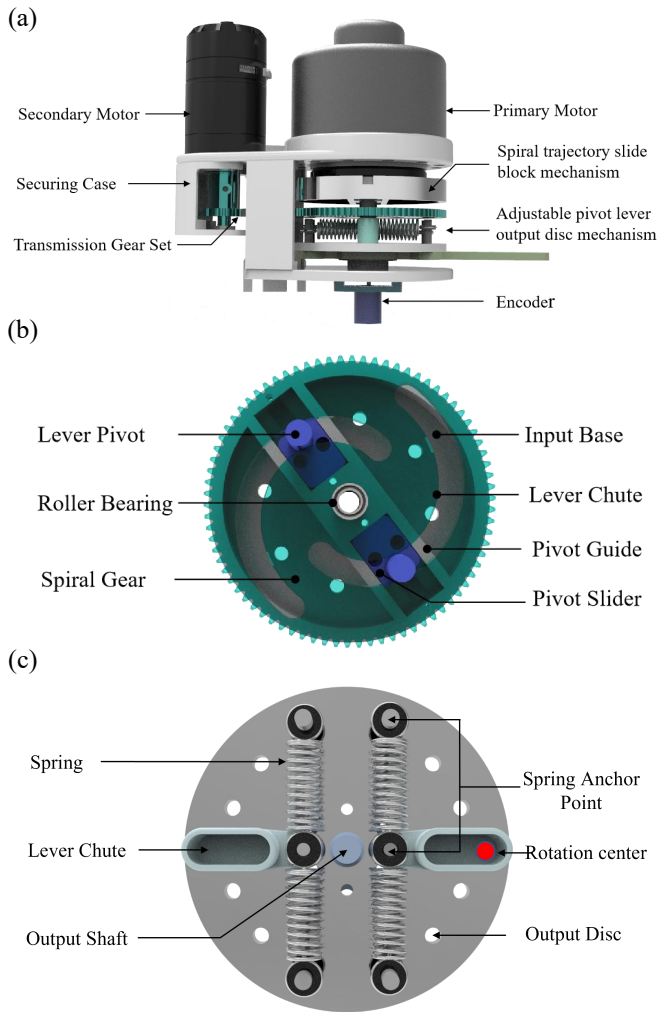 (a)
Secondary Motor
Primary Motor
Spiral trajectory slide
block mechanism
Securing Case
Adjustable pivot lever
output disc mechanism
Transmission Gear Set
Encoder
(b)
Lever Pivot
Input Base
Roller Bearing
Lever Chute
Pivot Guide
Spiral Gear
Pivot Slider
(c)
Spring
Spring Anchor
Point
Lever Chute
Rotation center
Output Shaft
Output Disc